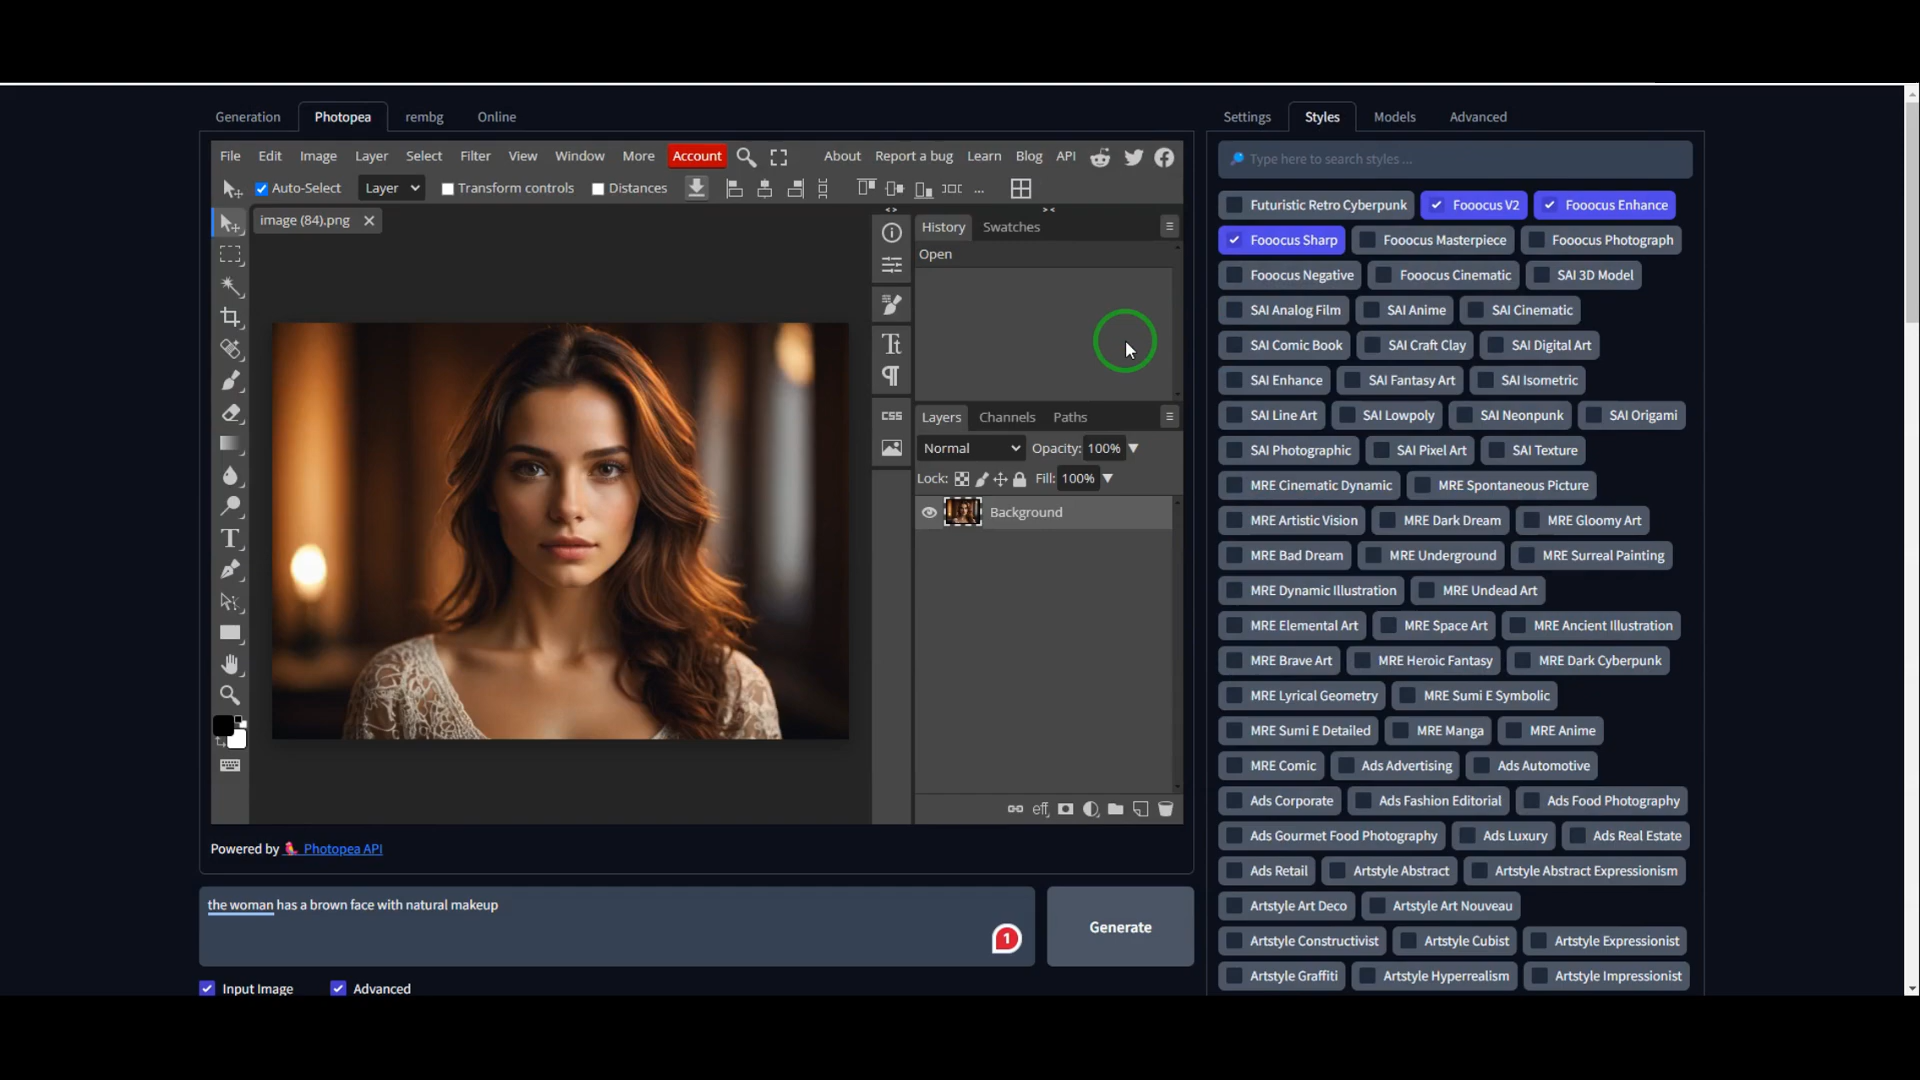 Generation Photopea rembg Online
File Edit Image Layer Select Filter View Window More Account About Report a bug Learn Blog API
Auto-Select Layer Transform controls Distances ...
image (84).png
History Swatches
Open
Tt
¶
CSS
Layers Channels Paths
Normal Opacity: 100%
Lock: Fill: 100%
Background
T
eff
Powered by Photopea API
the woman has a brown face with natural makeup
1
Generate
Input Image Advanced
Settings Styles Models Advanced
Type here to search styles ...
Futuristic Retro Cyberpunk Fooocus V2 Fooocus Enhance
Fooocus Sharp Fooocus Masterpiece Fooocus Photograph
Fooocus Negative Fooocus Cinematic SAI 3D Model
SAI Analog Film SAI Anime SAI Cinematic
SAI Comic Book SAI Craft Clay SAI Digital Art
SAI Enhance SAI Fantasy Art SAI Isometric
SAI Line Art SAI Lowpoly SAI Neonpunk SAI Origami
SAI Photographic SAI Pixel Art SAI Texture
MRE Cinematic Dynamic MRE Spontaneous Picture
MRE Artistic Vision MRE Dark Dream MRE Gloomy Art
MRE Bad Dream MRE Underground MRE Surreal Painting
MRE Dynamic Illustration MRE Undead Art
MRE Elemental Art MRE Space Art MRE Ancient Illustration
MRE Brave Art MRE Heroic Fantasy MRE Dark Cyberpunk
MRE Lyrical Geometry MRE Sumi E Symbolic
MRE Sumi E Detailed MRE Manga MRE Anime
MRE Comic Ads Advertising Ads Automotive
Ads Corporate Ads Fashion Editorial Ads Food Photography
Ads Gourmet Food Photography Ads Luxury Ads Real Estate
Ads Retail Artstyle Abstract Artstyle Abstract Expressionism
Artstyle Art Deco Artstyle Art Nouveau
Artstyle Constructivist Artstyle Cubist Artstyle Expressionist
Artstyle Graffiti Artstyle Hyperrealism Artstyle Impressionist